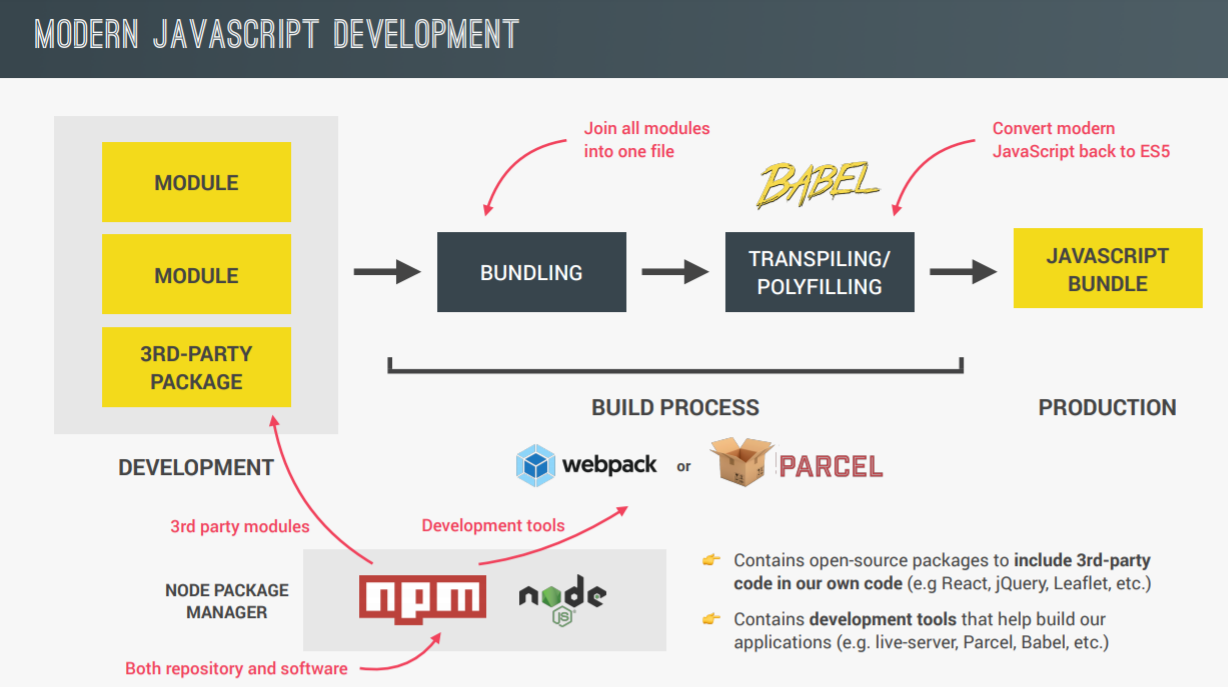 MODERN JAVASCRIPT DEVELOPMENT
Join all modules
into one file
Convert modern
JavaScript back to ES5
BABEL
MODULE
MODULE
3RD-PARTY
PACKAGE
BUNDLING
TRANSPILING/
POLYFILLING
JAVASCRIPT
BUNDLE
DEVELOPMENT
BUILD PROCESS
PRODUCTION
webpack or PARCEL
3rd party modules
Development tools
NODE PACKAGE
MANAGER
npm
node
JS
Both repository and software
👉 Contains open-source packages to include 3rd-party
code in our own code (e.g React, jQuery, Leaflet, etc.)
👉 Contains development tools that help build our
applications (e.g. live-server, Parcel, Babel, etc.)